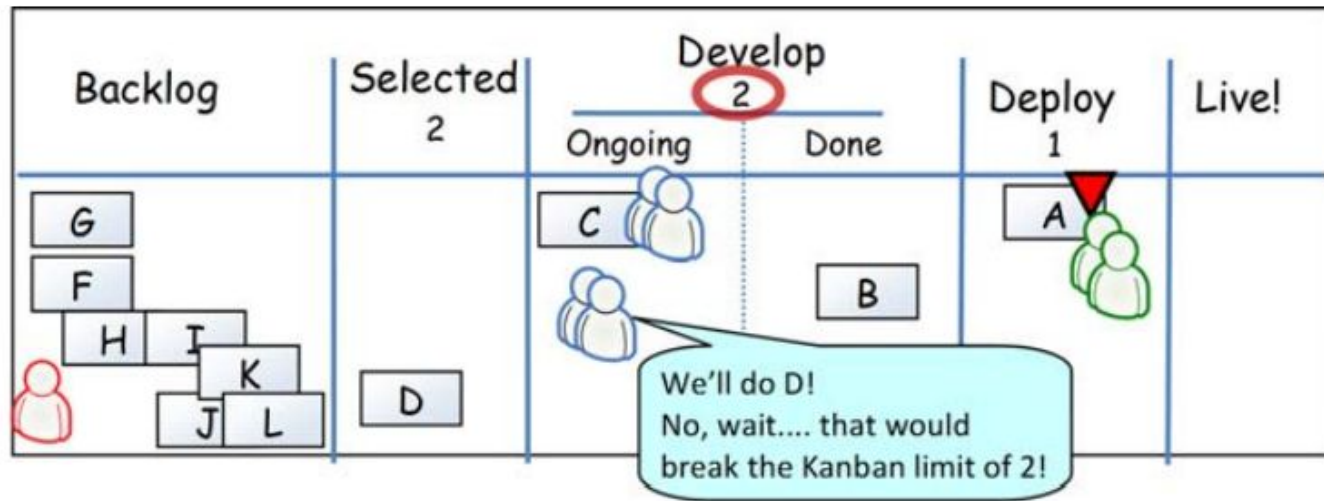 Backlog
Selected
2
Develop
2
Ongoing
Done
Deploy
1
Live!
G
F
H I
K
J L
D
C
B
A
We'll do D!
No, wait.... that would
break the Kanban limit of 2!